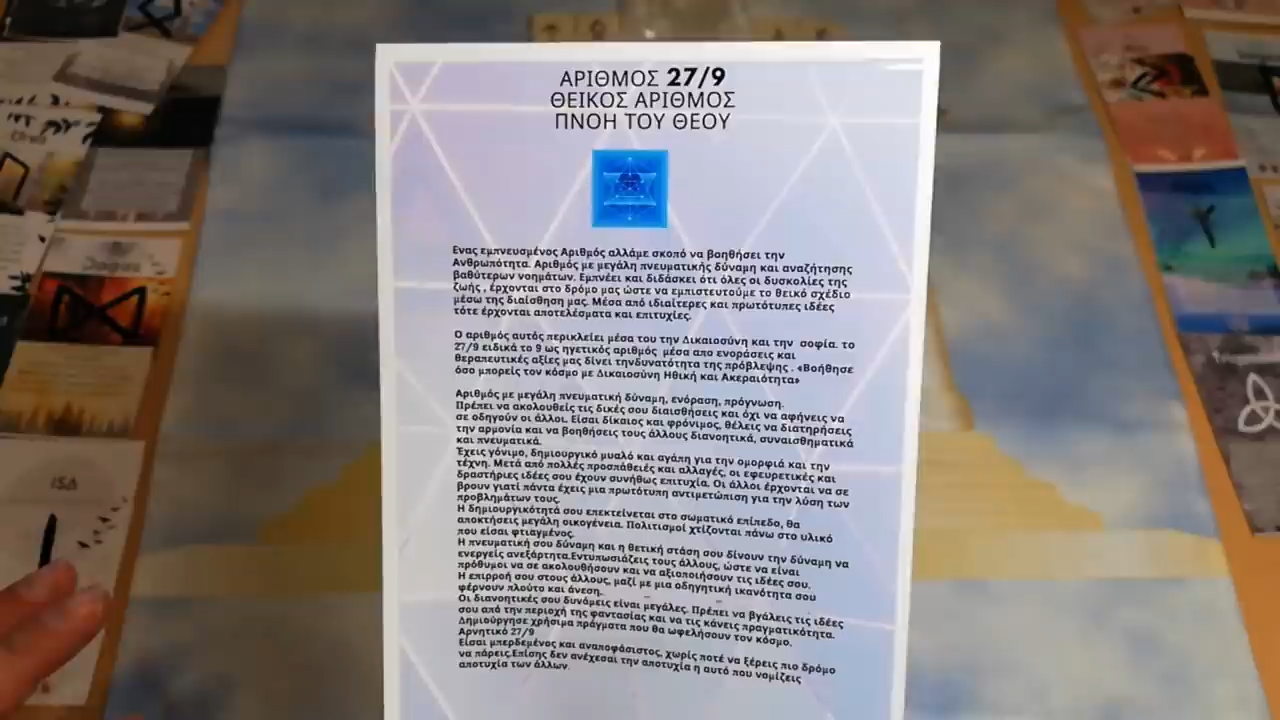 ΑΡΙΘΜΟΣ 27/9
ΘΕΙΚΟΣ ΑΡΙΘΜΟΣ
ΠΝΟΗ ΤΟΥ ΘΕΟΥ
Ενας εμπνευσμένος Αριθμός αλλάμε σκοπό να βοηθήσει την
Ανθρωπότητα. Αριθμός με μεγάλη πνευματικής δύναμη και αναζήτησης
βαθύτερων νοημάτων. Εμπνέει και διδάσκει ότι όλες οι δυσκολίες της
ζωής , έρχονται στο δρόμο μας ώστε να εμπιστευτούμε το θεικό σχέδιο
μέσω της διαίσθηση μας. Μέσα από ιδιαίτερες και πρωτότυπες ιδέες
τότε έρχονται αποτελέσματα και επιτυχίες.
Ο αριθμός αυτός περικλείει μέσα του την Δικαιοσύνη και την σοφία. το
27/9 ειδικά το 9 ως ηγετικός αριθμός μέσα απο ενοράσεις και
θεραπευτικές αξίες μας δίνει τηνδυνατότητα της πρόβλεψης . «Βοήθησε
όσο μπορείς τον κόσμο με Δικαιοσύνη Ηθική και Ακεραιότητα»
Αριθμός με μεγάλη πνευματική δύναμη, ενόραση, πρόγνωση.
Πρέπει να ακολουθείς τις δικές σου διαισθήσεις και όχι να αφήνεις να
σε οδηγούν οι άλλοι. Είσαι δίκαιος και φρόνιμος, θέλεις να διατηρήσεις
την αρμονία και να βοηθήσεις τους άλλους διανοητικά, συναισθηματικά
και πνευματικά.
Έχεις γόνιμο, δημιουργικό μυαλό και αγάπη για την ομορφιά και την
τέχνη. Μετά από πολλές προσπάθειές και αλλαγές, οι εφευρετικές και
δραστήριες ιδέες σου έχουν συνήθως επιτυχία. Οι άλλοι έρχονται να σε
βρουν γιατί πάντα έχεις μια πρωτότυπη αντιμετώπιση για την λύση των
προβλημάτων τους.
Η δημιουργικότητά σου επεκτείνεται στο σωματικό επίπεδο, θα
αποκτήσεις μεγάλη οικογένεια. Πολιτισμοί χτίζονται πάνω στο υλικό
που είσαι φτιαγμένος.
Η πνευματική σου δύναμη και η θετική στάση σου δίνουν την δύναμη να
ενεργείς ανεξάρτητα.Εντυπωσιάζεις τους άλλους, ώστε να είναι
πρόθυμοι να σε ακολουθήσουν και να αξιοποιήσουν τις ιδέες σου.
Η επιρροή σου στους άλλους, μαζί με μια οδηγητική ικανότητα σου
φέρνουν πλούτο και άνεση.
Οι διανοητικές σου δυνάμεις είναι μεγάλες. Πρέπει να βγάλεις τις ιδέες
σου από την περιοχή της φαντασίας και να τις κάνεις πραγματικότητα.
Δημιούργησε χρήσιμα πράγματα που θα ωφελήσουν τον κόσμο.
Αρνητικό 27/9
Είσαι μπερδεμένος και αναποφάσιστος, χωρίς ποτέ να ξέρεις πιο δρόμο
να πάρεις.Επίσης δεν ανέχεσαι την αποτυχία η αυτό που νομίζεις
αποτυχία των άλλων.
ISA